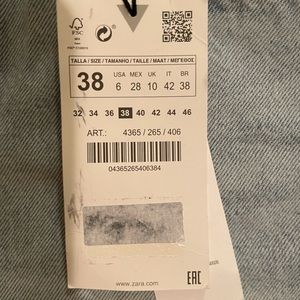 FSC
TALLA / SIZE / TAMANHO / TAILLE / MAAT / ΜΕΓΕΘΟΣ
38
USA MEX UK IT BR
6 28 10 42 38
32 34 36 38 40 42 44 46
ART.: 4365 / 265 / 406
04365265406384
www.zara.com
EAC